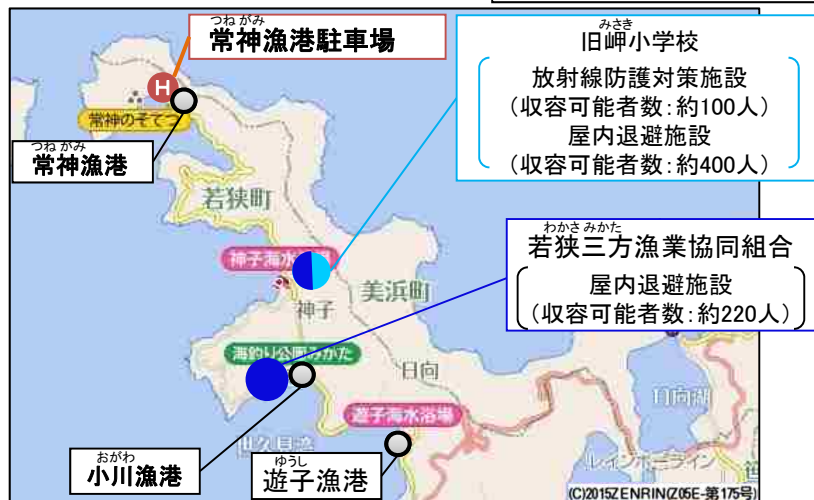 つねがみ
常神漁港駐車場
みさき
旧岬小学校
放射線防護対策施設
（収容可能者数：約100人）
屋内退避施設
（収容可能者数：約400人）
H
常神のそてつ
つねがみ
常神漁港
若狭町
わかさみかた
若狭三方漁業協同組合
屋内退避施設
（収容可能者数：約220人）
神子海水浴場
美浜町
神子
海釣り公園みかた
日向
日向湖
遊子海水浴場
世久見湾
おがわ
小川漁港
ゆうし
遊子漁港
レインボーライン
(C)2015ZENRIN(Z05E-第175号)